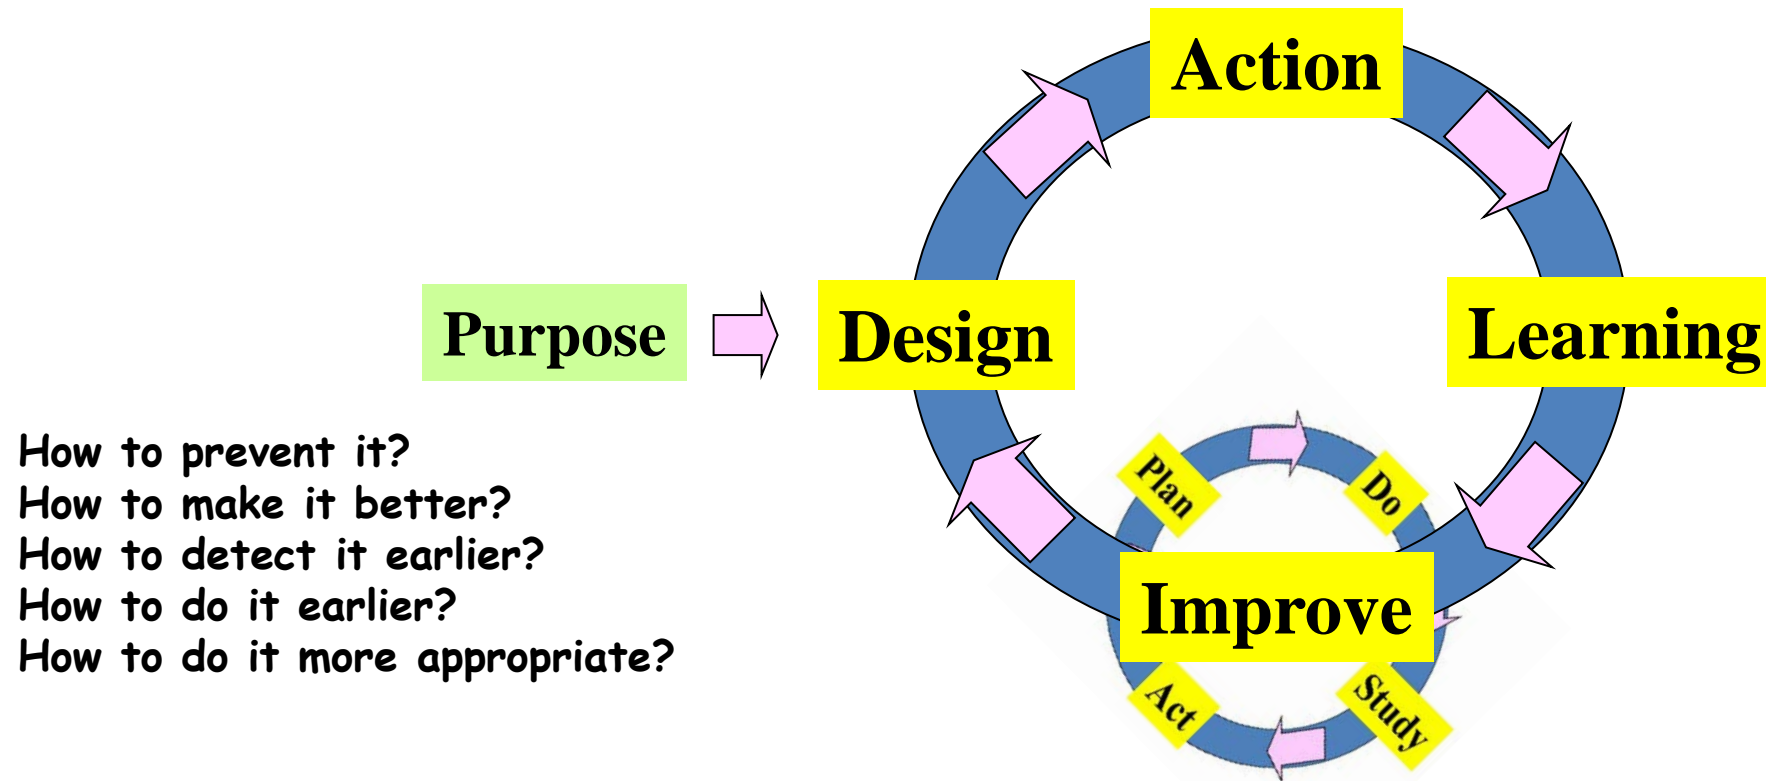 Action
Purpose
Design
Learning
How to prevent it?
How to make it better?
How to detect it earlier?
How to do it earlier?
How to do it more appropriate?
Plan
Do
Improve
Act
Study